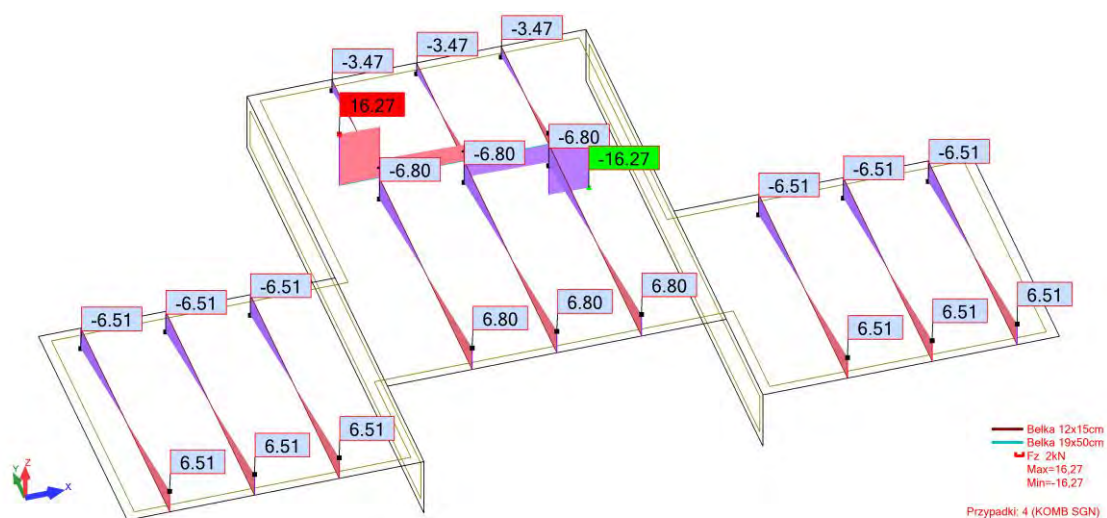 -3.47
-3.47
-3.47
16.27
-6.80
-6.80
-6.80
-16.27
-6.51
-6.51
-6.51
-6.51
-6.51
-6.51
6.80
6.80
6.80
6.51
6.51
6.51
6.51
6.51
6.51
Belka 12x15cm
Belka 19x50cm
Fz 2kN
Max=16,27
Min=-16,27
Przypadki: 4 (KOMB SGN)
Z
Y
X